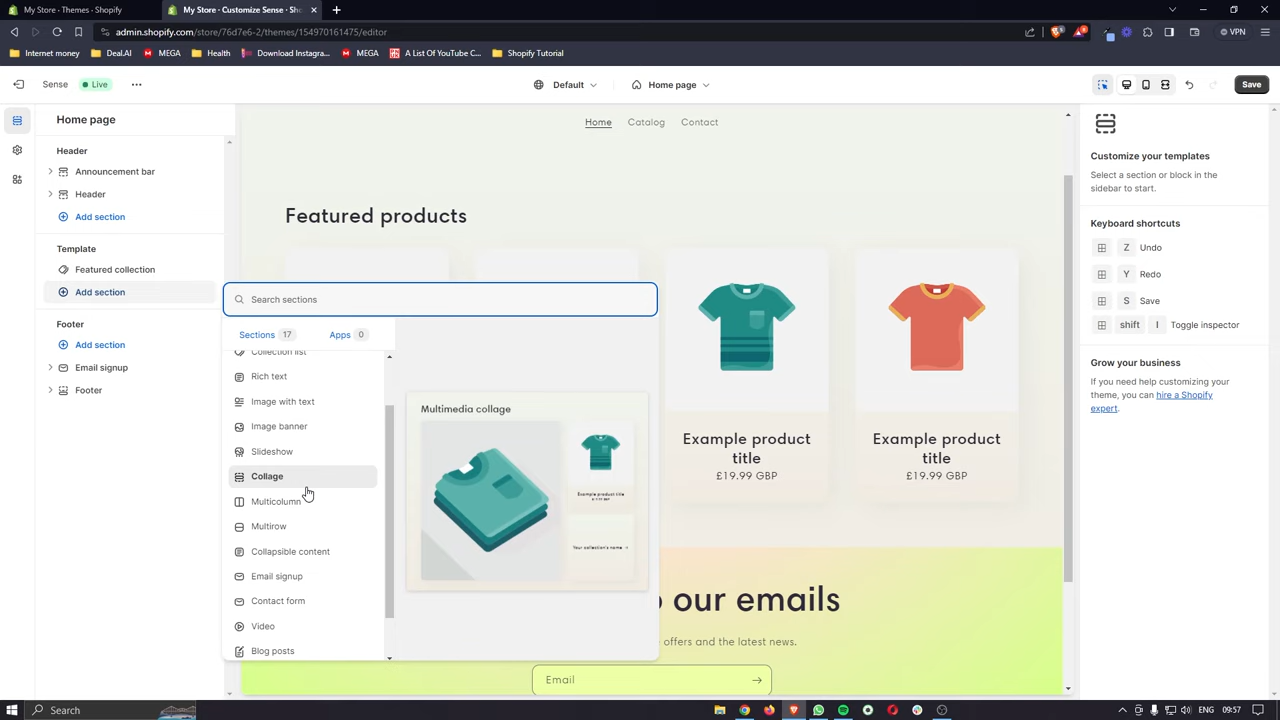 My Store · Themes · Shopify
My Store · Customize Sense · Sh
admin.shopify.com/store/76d7e6-2/themes/154970161475/editor
VPN
Internet money
Deal.AI
MEGA
Health
Download Instagra...
MEGA
A List Of YouTube C...
Shopify Tutorial
Sense
Live
Default
Home page
Save
Home page
Header
Announcement bar
Header
Add section
Template
Featured collection
Add section
Footer
Add section
Email signup
Footer
Search sections
Sections 17
Apps 0
Collection list
Rich text
Image with text
Image banner
Slideshow
Collage
Multicolumn
Multirow
Collapsible content
Email signup
Contact form
Video
Blog posts
Multimedia collage
Example product title
Your collection's name →
Home
Catalog
Contact
Featured products
Example product
title
£19.99 GBP
Example product
title
£19.99 GBP
our emails
offers and the latest news.
Email
Customize your templates
Select a section or block in the
sidebar to start.
Keyboard shortcuts
Z Undo
Y Redo
S Save
shift I Toggle inspector
Grow your business
If you need help customizing your
theme, you can hire a Shopify
expert.
Search
ENG
09:57